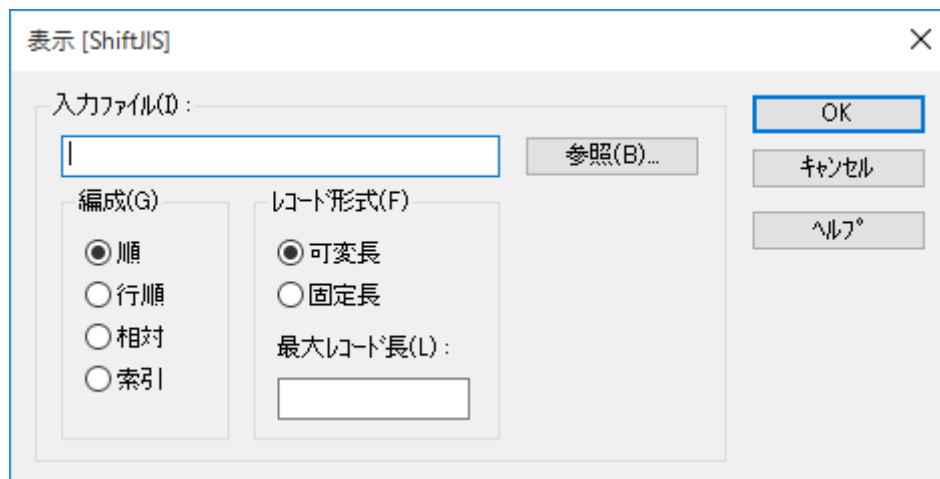 表示 [ShiftJIS]
入力ファイル(I) :
参照(B)...
編成(G)
順
行順
相対
索引
レコード形式(F)
可変長
固定長
最大レコード長(L) :
OK
キャンセル
ヘルプ